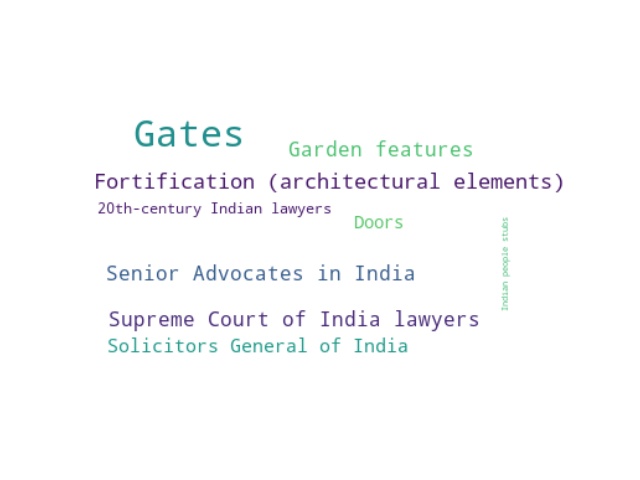 Gates
Garden features
Fortification (architectural elements)
20th-century Indian lawyers
Doors
Indian people stubs
Senior Advocates in India
Supreme Court of India lawyers
Solicitors General of India